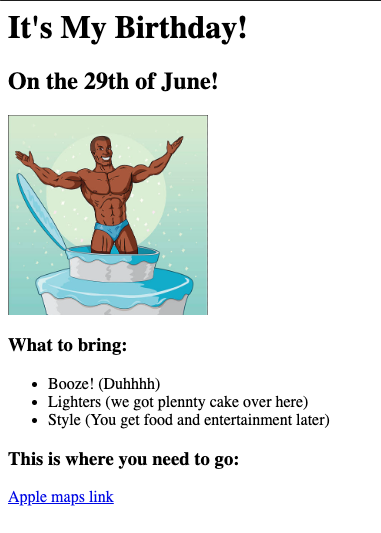 It's My Birthday!
On the 29th of June!
What to bring:
Booze! (Duhhhh)
Lighters (we got plennty cake over here)
Style (You get food and entertainment later)
This is where you need to go:
Apple maps link